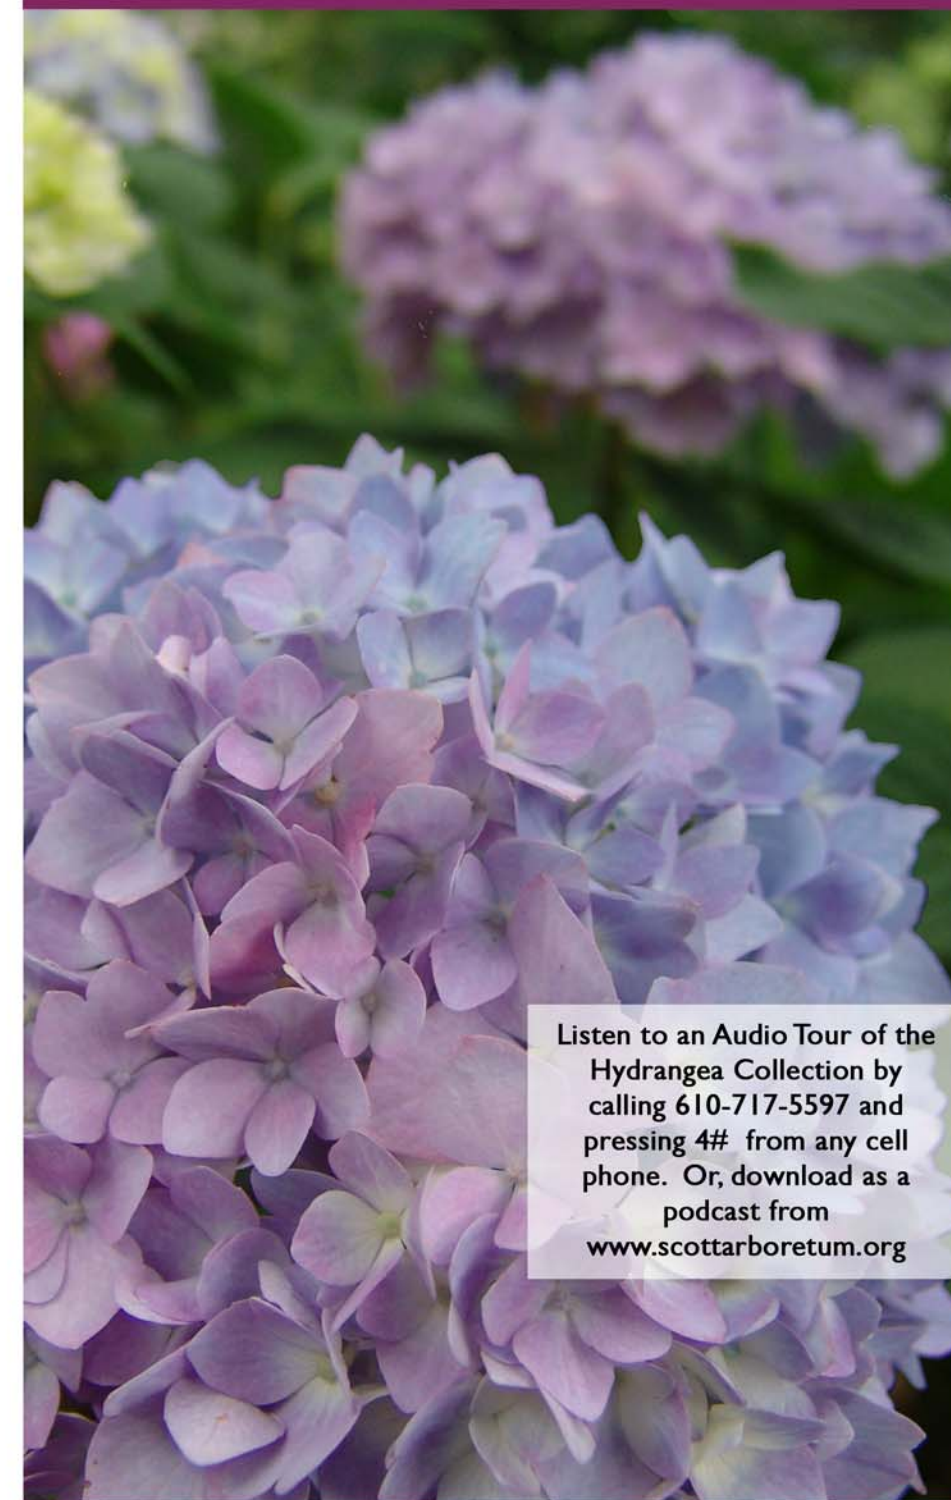 Listen to an Audio Tour of the
Hydrangea Collection by
calling 610-717-5597 and
pressing 4#  from any cell
phone.  Or, download as a
podcast from
www.scottarboretum.org